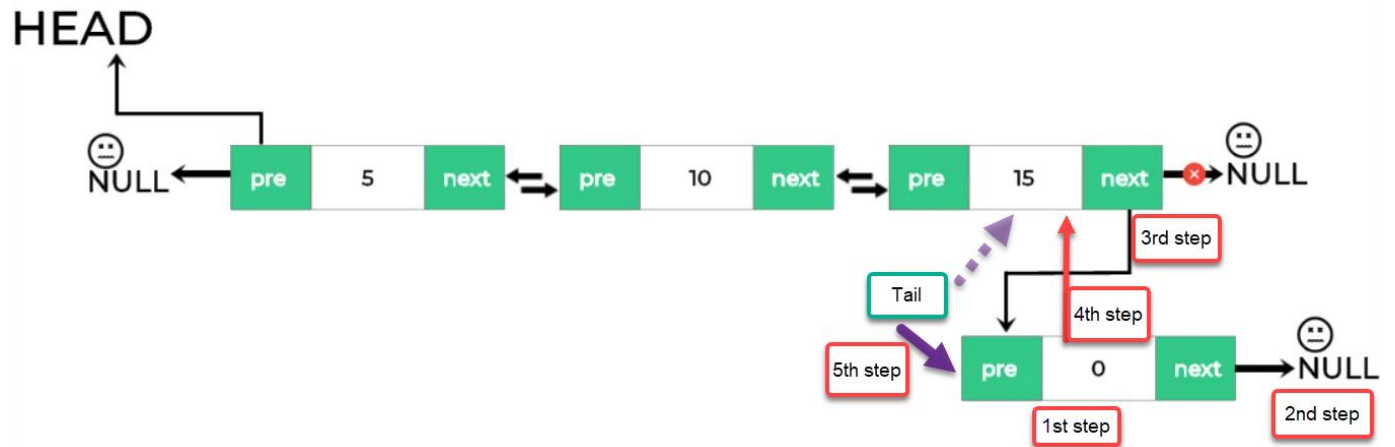 HEAD
NULL
pre 5 next
pre 10 next
pre 15 next
NULL
3rd step
Tail
4th step
5th step
pre 0 next
NULL
1st step
2nd step